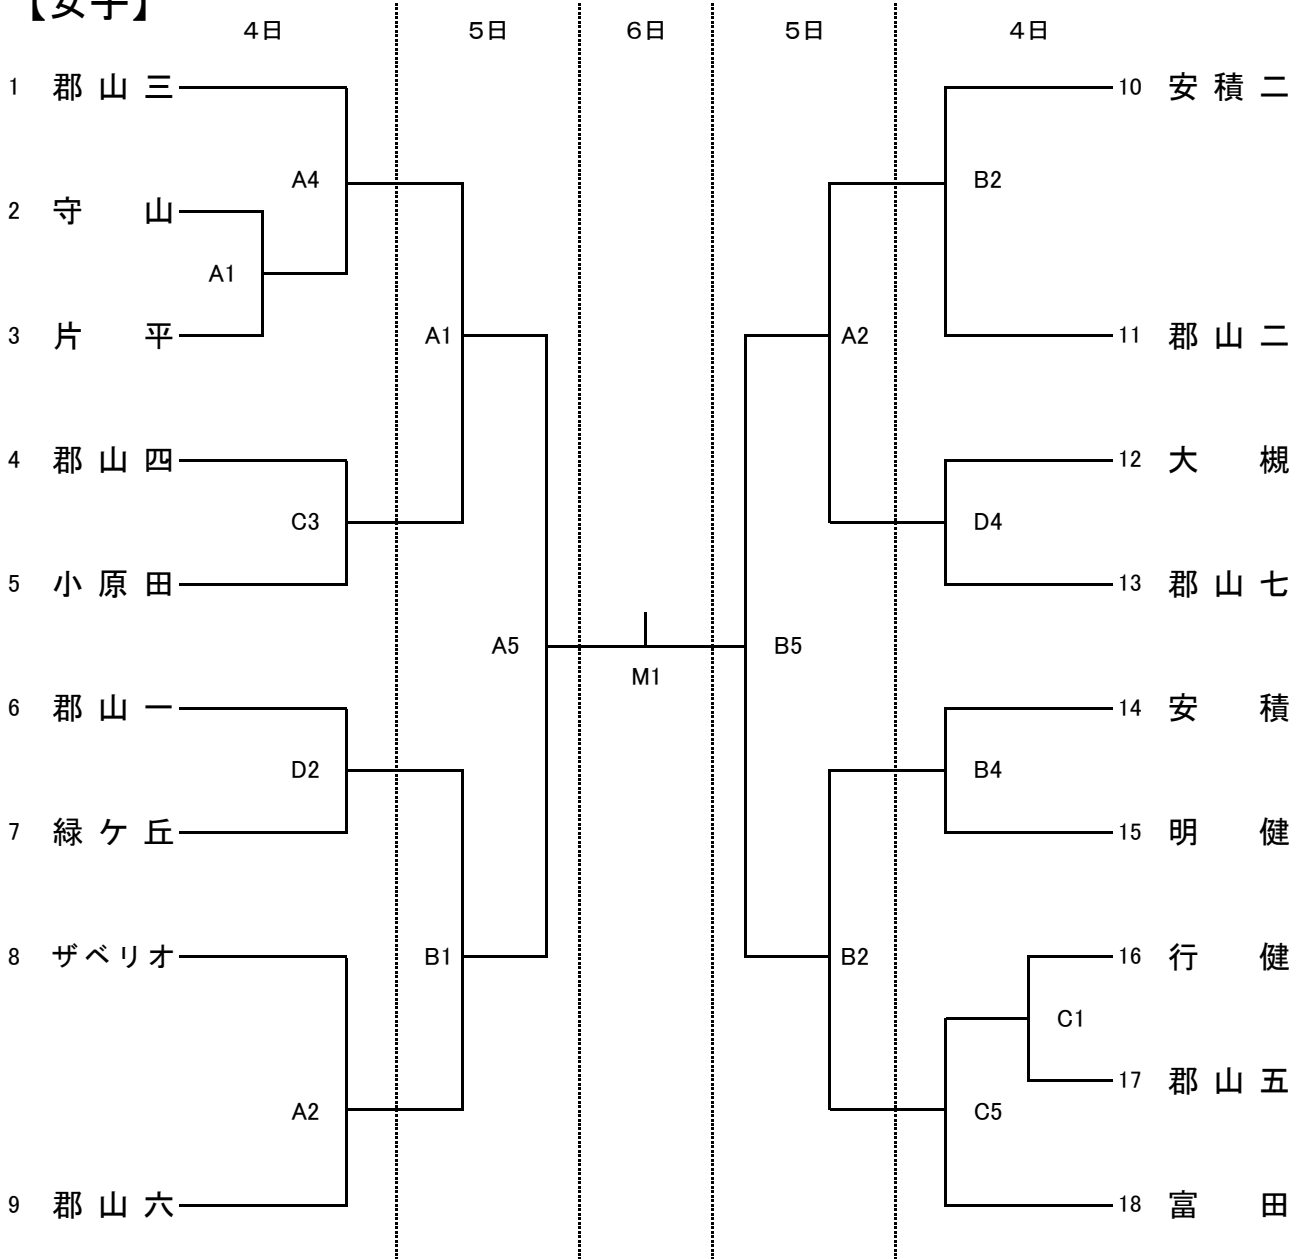 【女子】
4日 5日 6日 5日 4日
1 郡山三
10 安積二
A4
B2
2 守山
A1
3 片平
A1
A2
11 郡山二
4 郡山四
12 大槻
C3
D4
5 小原田
13 郡山七
A5
B5
M1
6 郡山一
14 安積
D2
B4
7 緑ケ丘
15 明健
8 ザベリオ
B1
B2
16 行健
C1
17 郡山五
A2
C5
9 郡山六
18 富田